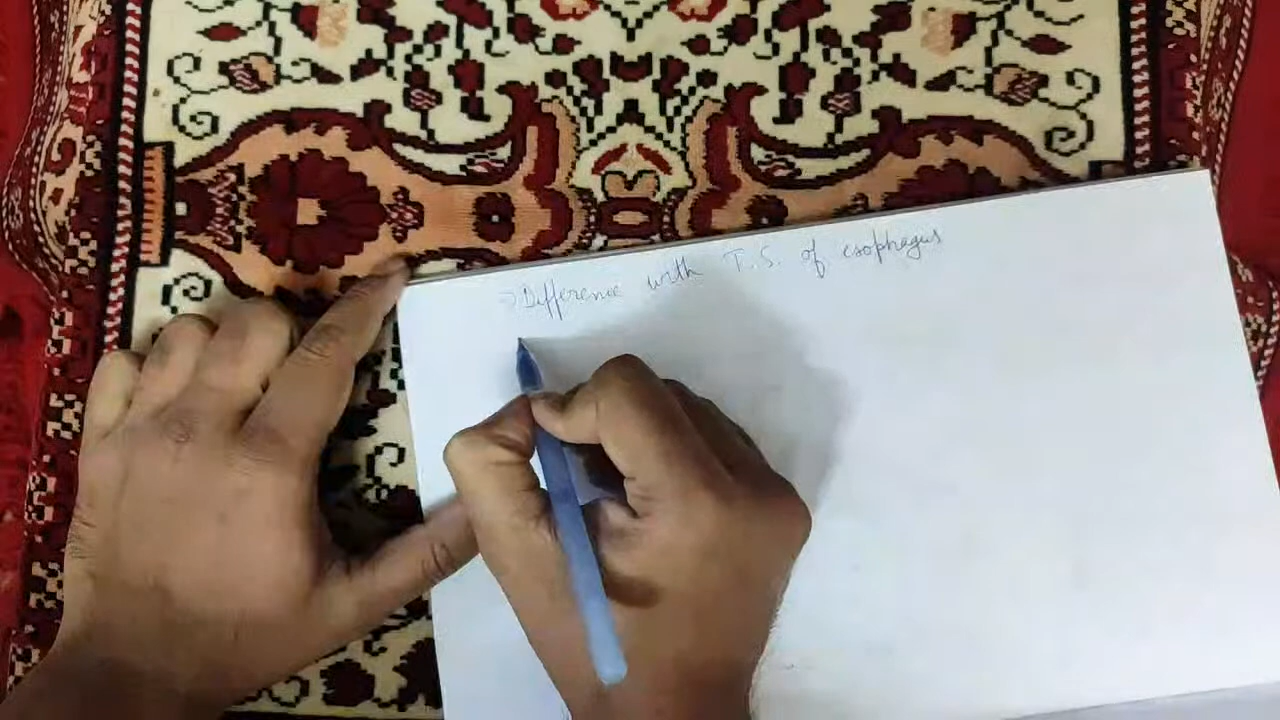 → Difference with T.S. of esophagus